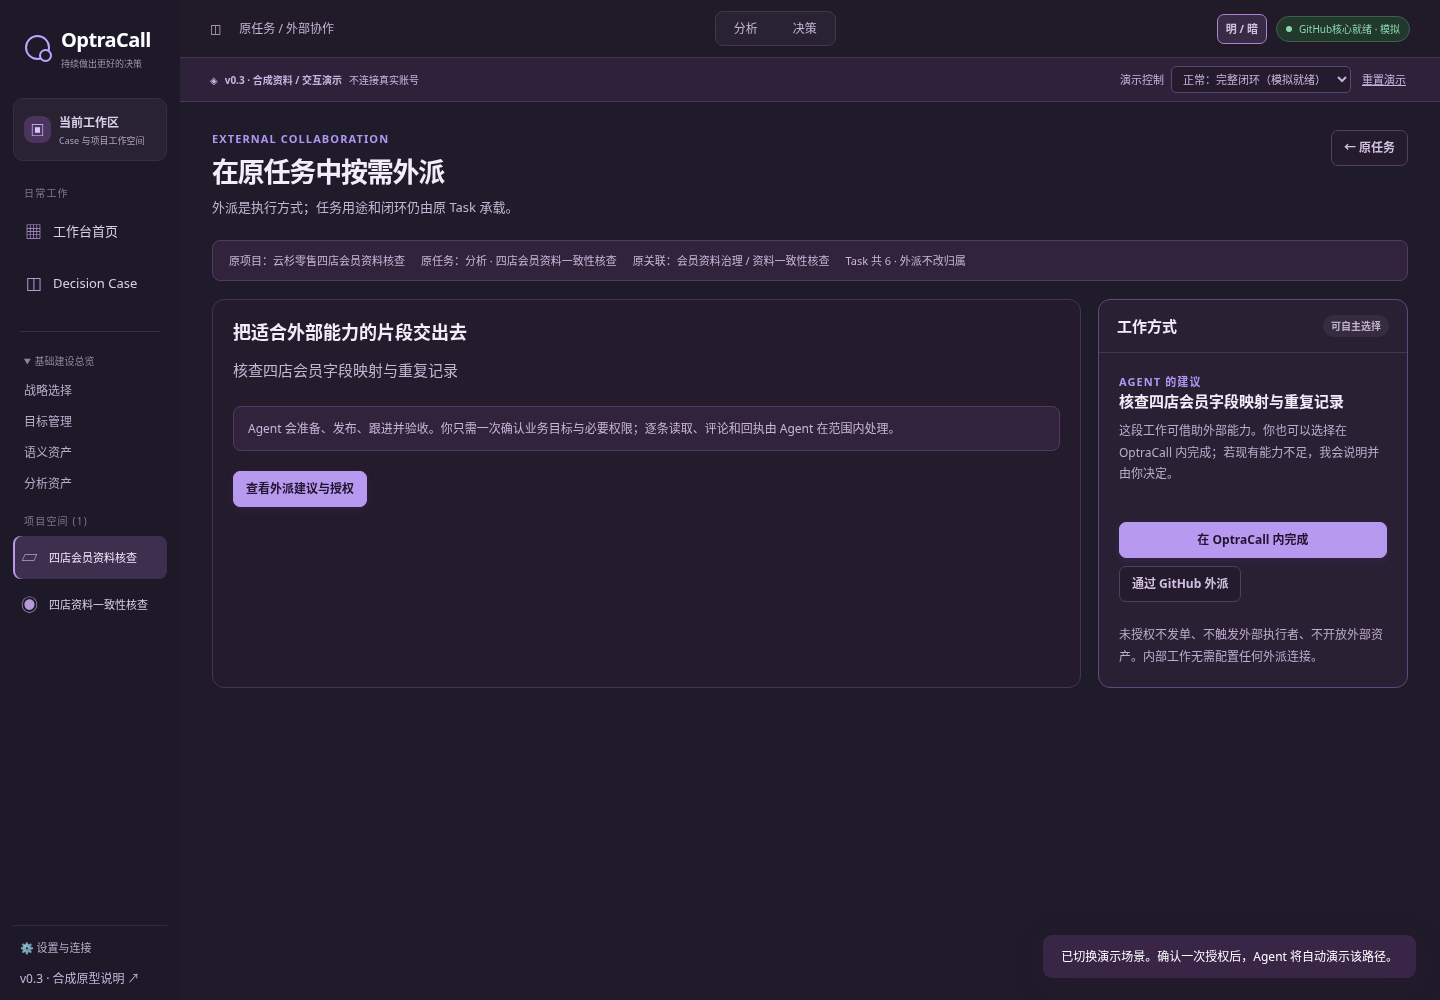 OptraCall
持续做出更好的决策
当前工作区
Case 与项目工作空间
日常工作
工作台首页
Decision Case
▼ 基础建设总览
战略选择
目标管理
语义资产
分析资产
项目空间 (1)
四店会员资料核查
四店资料一致性核查
⚙️ 设置与连接
v0.3 · 合成原型说明 ↗
原任务 / 外部协作
分析
决策
明 / 暗
GitHub核心就绪 · 模拟
◈ v0.3 · 合成资料 / 交互演示 不连接真实账号
演示控制
正常：完整闭环（模拟就绪）
重置演示
EXTERNAL COLLABORATION
在原任务中按需外派
外派是执行方式；任务用途和闭环仍由原 Task 承载。
← 原任务
原项目：云杉零售四店会员资料核查 原任务：分析 · 四店会员资料一致性核查 原关联：会员资料治理 / 资料一致性核查 Task 共 6 · 外派不改归属
把适合外部能力的片段交出去
核查四店会员字段映射与重复记录
Agent 会准备、发布、跟进并验收。你只需一次确认业务目标与必要权限；逐条读取、评论和回执由 Agent 在范围内处理。
查看外派建议与授权
工作方式
可自主选择
AGENT 的建议
核查四店会员字段映射与重复记录
这段工作可借助外部能力。你也可以选择在
OptraCall 内完成；若现有能力不足，我会说明并
由你决定。
在 OptraCall 内完成
通过 GitHub 外派
未授权不发单、不触发外部执行者、不开放外部资
产。内部工作无需配置任何外派连接。
已切换演示场景。确认一次授权后，Agent 将自动演示该路径。